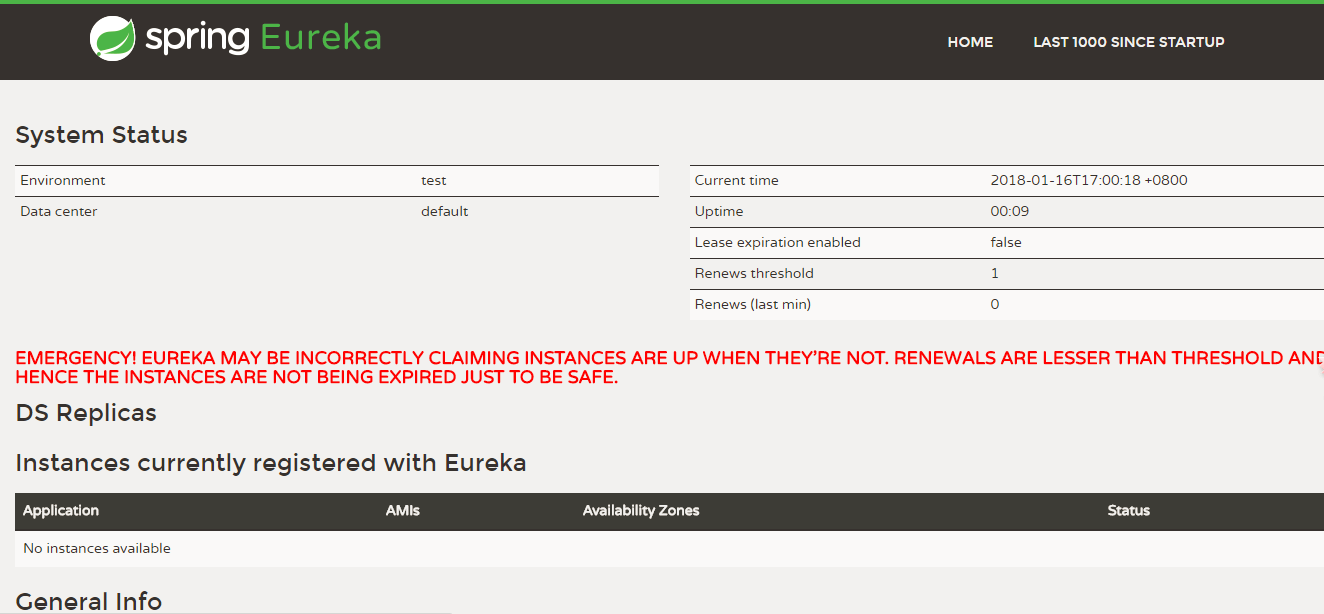 spring Eureka
HOME LAST 1000 SINCE STARTUP
System Status
Environment test
Data center default
Current time 2018-01-16T17:00:18 +0800
Uptime 00:09
Lease expiration enabled false
Renews threshold 1
Renews (last min) 0
EMERGENCY! EUREKA MAY BE INCORRECTLY CLAIMING INSTANCES ARE UP WHEN THEY'RE NOT. RENEWALS ARE LESSER THAN THRESHOLD AND
HENCE THE INSTANCES ARE NOT BEING EXPIRED JUST TO BE SAFE.
DS Replicas
Instances currently registered with Eureka
Application AMIs Availability Zones Status
No instances available
General Info